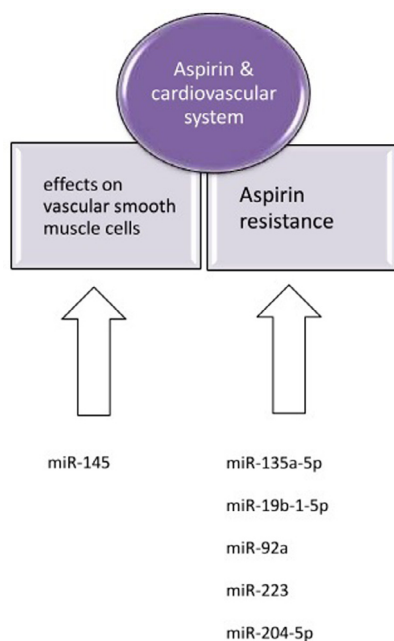 Aspirin &
cardiovascular
system
effects on
vascular smooth
muscle cells
Aspirin
resistance
miR-145
miR-135a-5p
miR-19b-1-5p
miR-92a
miR-223
miR-204-5p